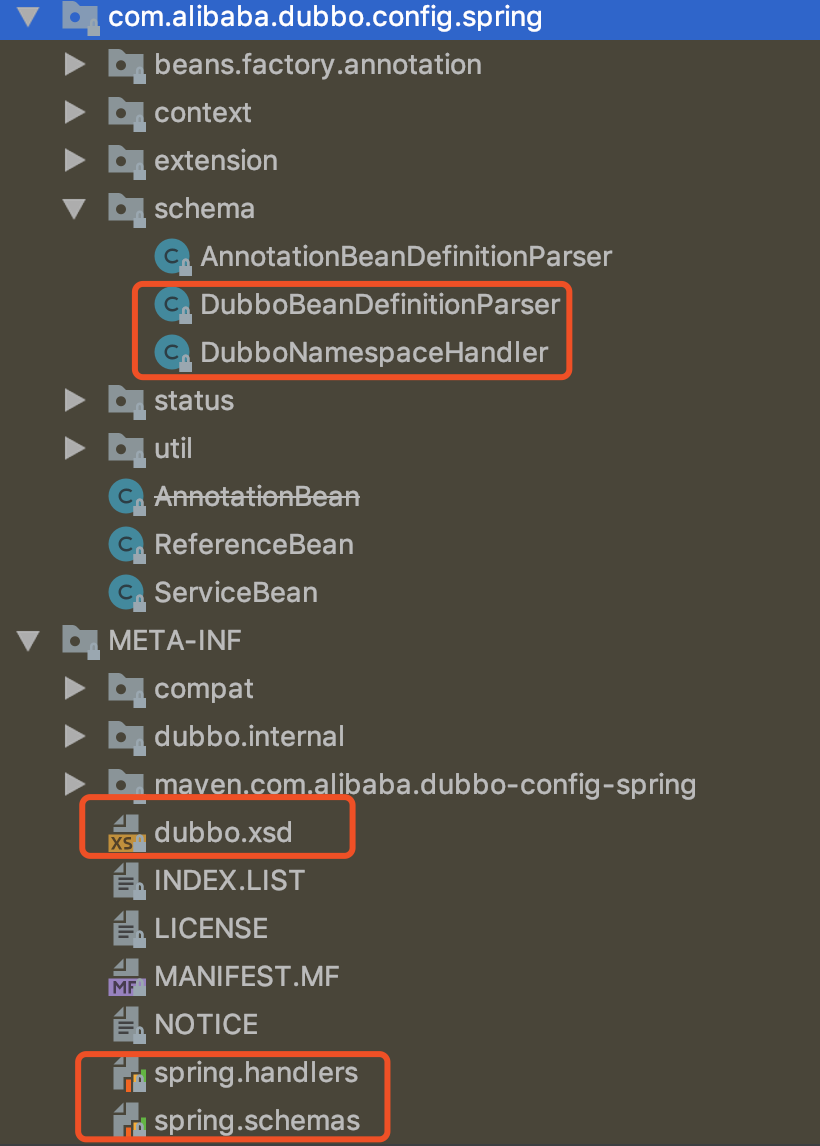 com.alibaba.dubbo.config.spring
beans.factory.annotation
context
extension
schema
C AnnotationBeanDefinitionParser
C DubboBeanDefinitionParser
C DubboNamespaceHandler
status
util
C AnnotationBean
C ReferenceBean
C ServiceBean
META-INF
compat
dubbo.internal
maven.com.alibaba.dubbo-config-spring
XS dubbo.xsd
INDEX.LIST
LICENSE
MF MANIFEST.MF
NOTICE
spring.handlers
spring.schemas